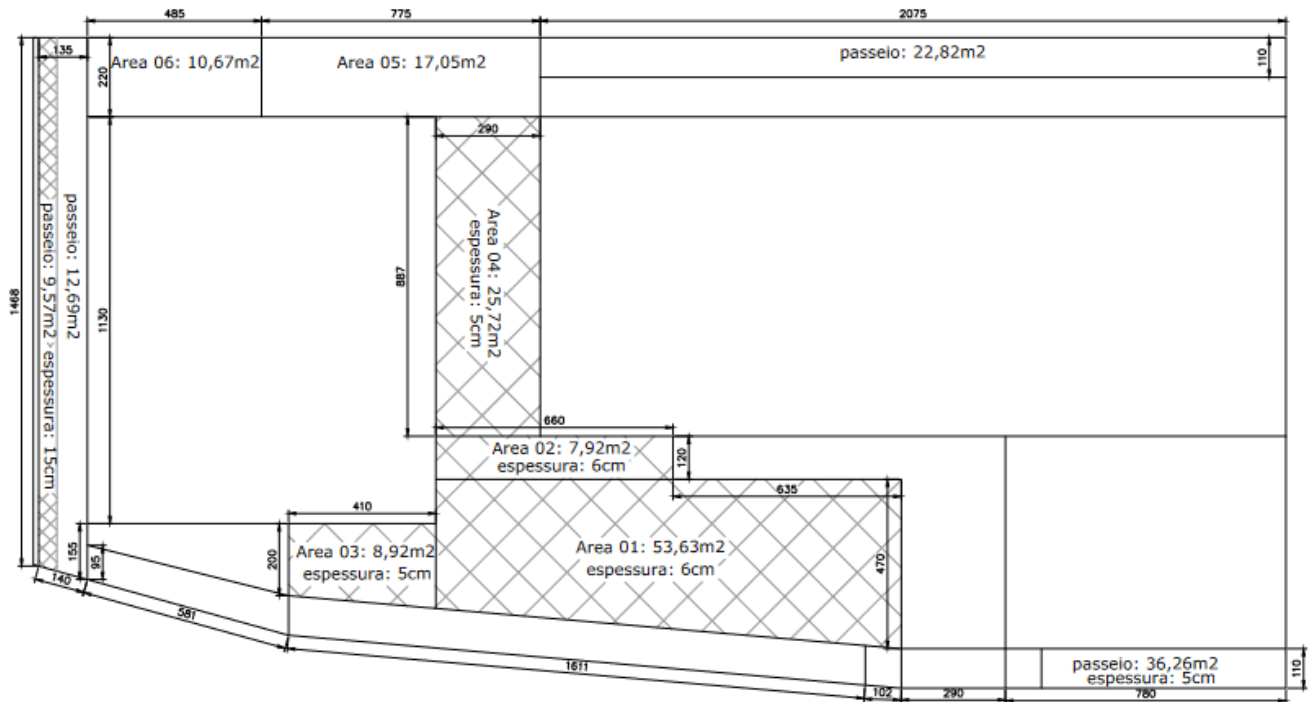 485
775
2075
135
Area 06: 10,67m2
Area 05: 17,05m2
passeio: 22,82m2
110
220
290
1468
passeio: 12,69m2
passeio: 9,57m2
espessura: 15cm
1130
887
Area 04: 25,72m2
espessura: 5cm
660
Area 02: 7,92m2
espessura: 6cm
120
635
410
155
95
200
Area 03: 8,92m2
espessura: 5cm
Area 01: 53,63m2
espessura: 6cm
470
140
581
1611
102
290
780
passeio: 36,26m2
espessura: 5cm
110